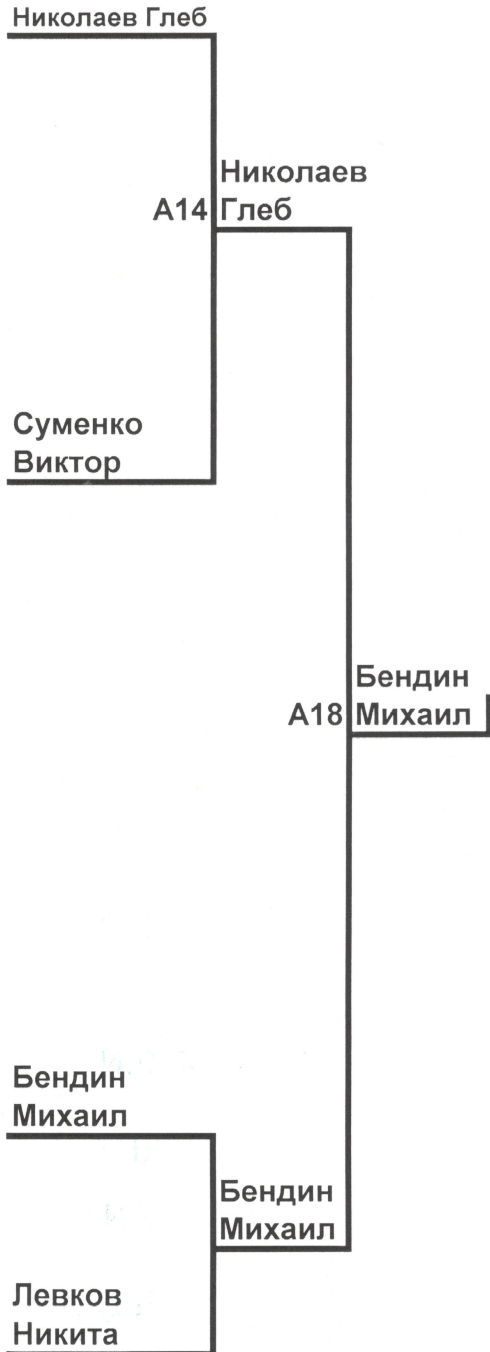 Николаев Глеб
Николаев
А14 Глеб
Суменко
Виктор
Бендин
А18 Михаил
Бендин
Михаил
Бендин
Михаил
Левков
Никита